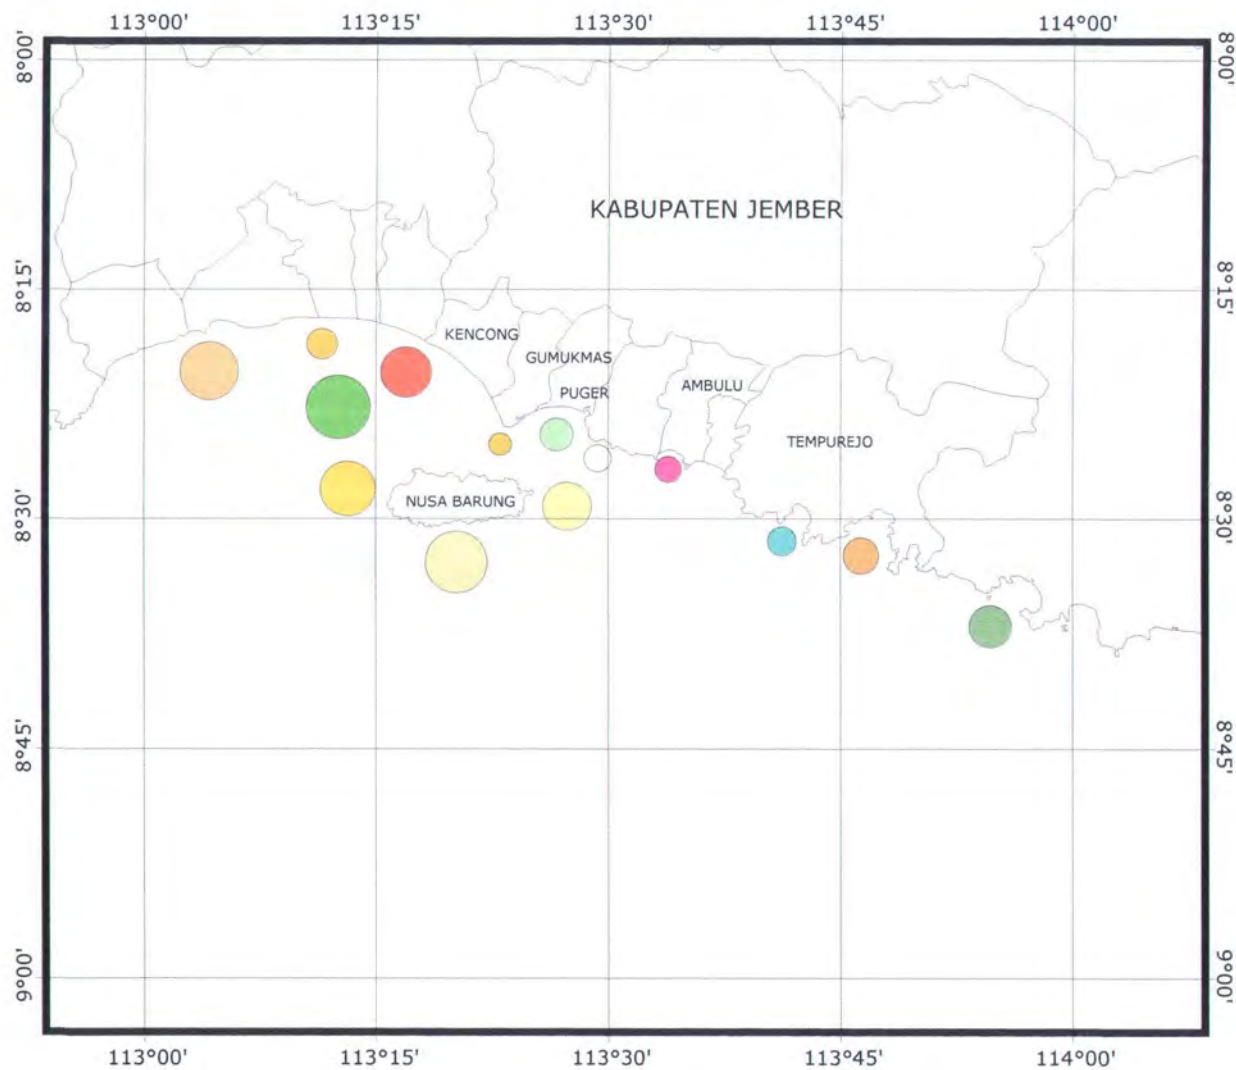 113°00' 113°15' 113°30' 113°45' 114°00'
8°00' 8°00'
KABUPATEN JEMBER
8°15' 8°15'
KENCONG
GUMUKMAS
PUGER
AMBULU
TEMPUREJO
NUSA BARUNG
8°30' 8°30'
8°45' 8°45'
9°00' 9°00'
113°00' 113°15' 113°30' 113°45' 114°00'